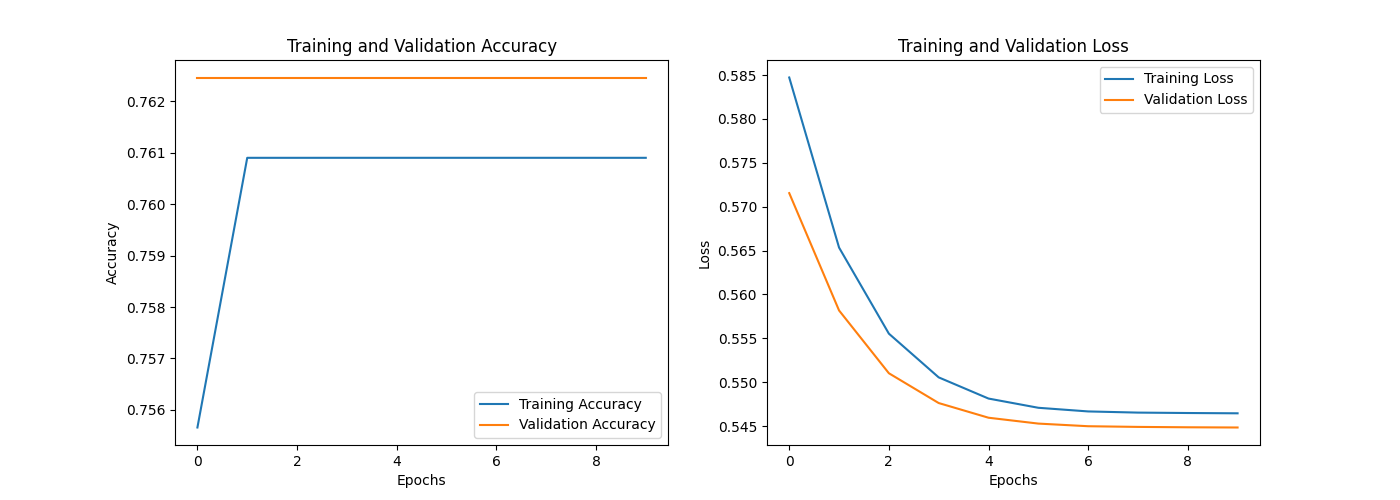 Training and Validation Accuracy
0.762
0.761
0.760
0.759
0.758
0.757
0.756
Accuracy
Training Accuracy
Validation Accuracy
0 2 4 6 8
Epochs
Training and Validation Loss
0.585
0.580
0.575
0.570
0.565
0.560
0.555
0.550
0.545
Loss
Training Loss
Validation Loss
0 2 4 6 8
Epochs